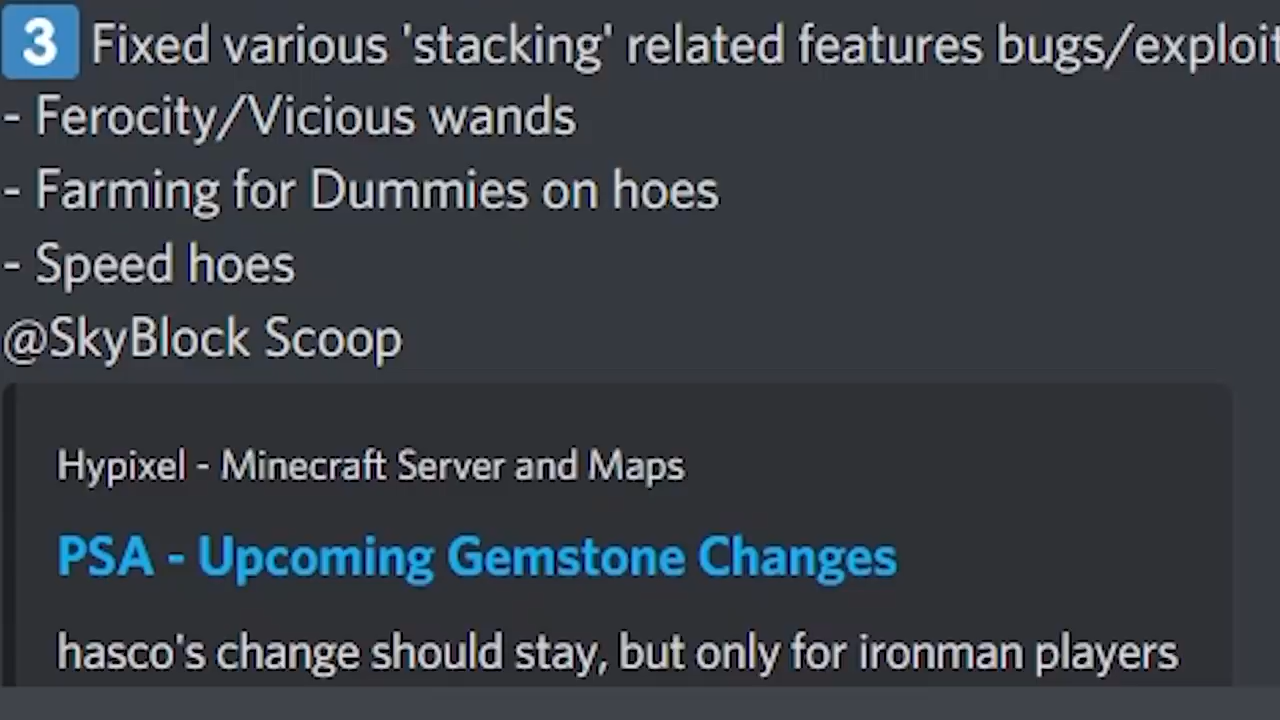 3 Fixed various 'stacking' related features bugs/exploit
- Ferocity/Vicious wands
- Farming for Dummies on hoes
- Speed hoes
@SkyBlock Scoop
Hypixel - Minecraft Server and Maps
PSA - Upcoming Gemstone Changes
hasco's change should stay, but only for ironman players